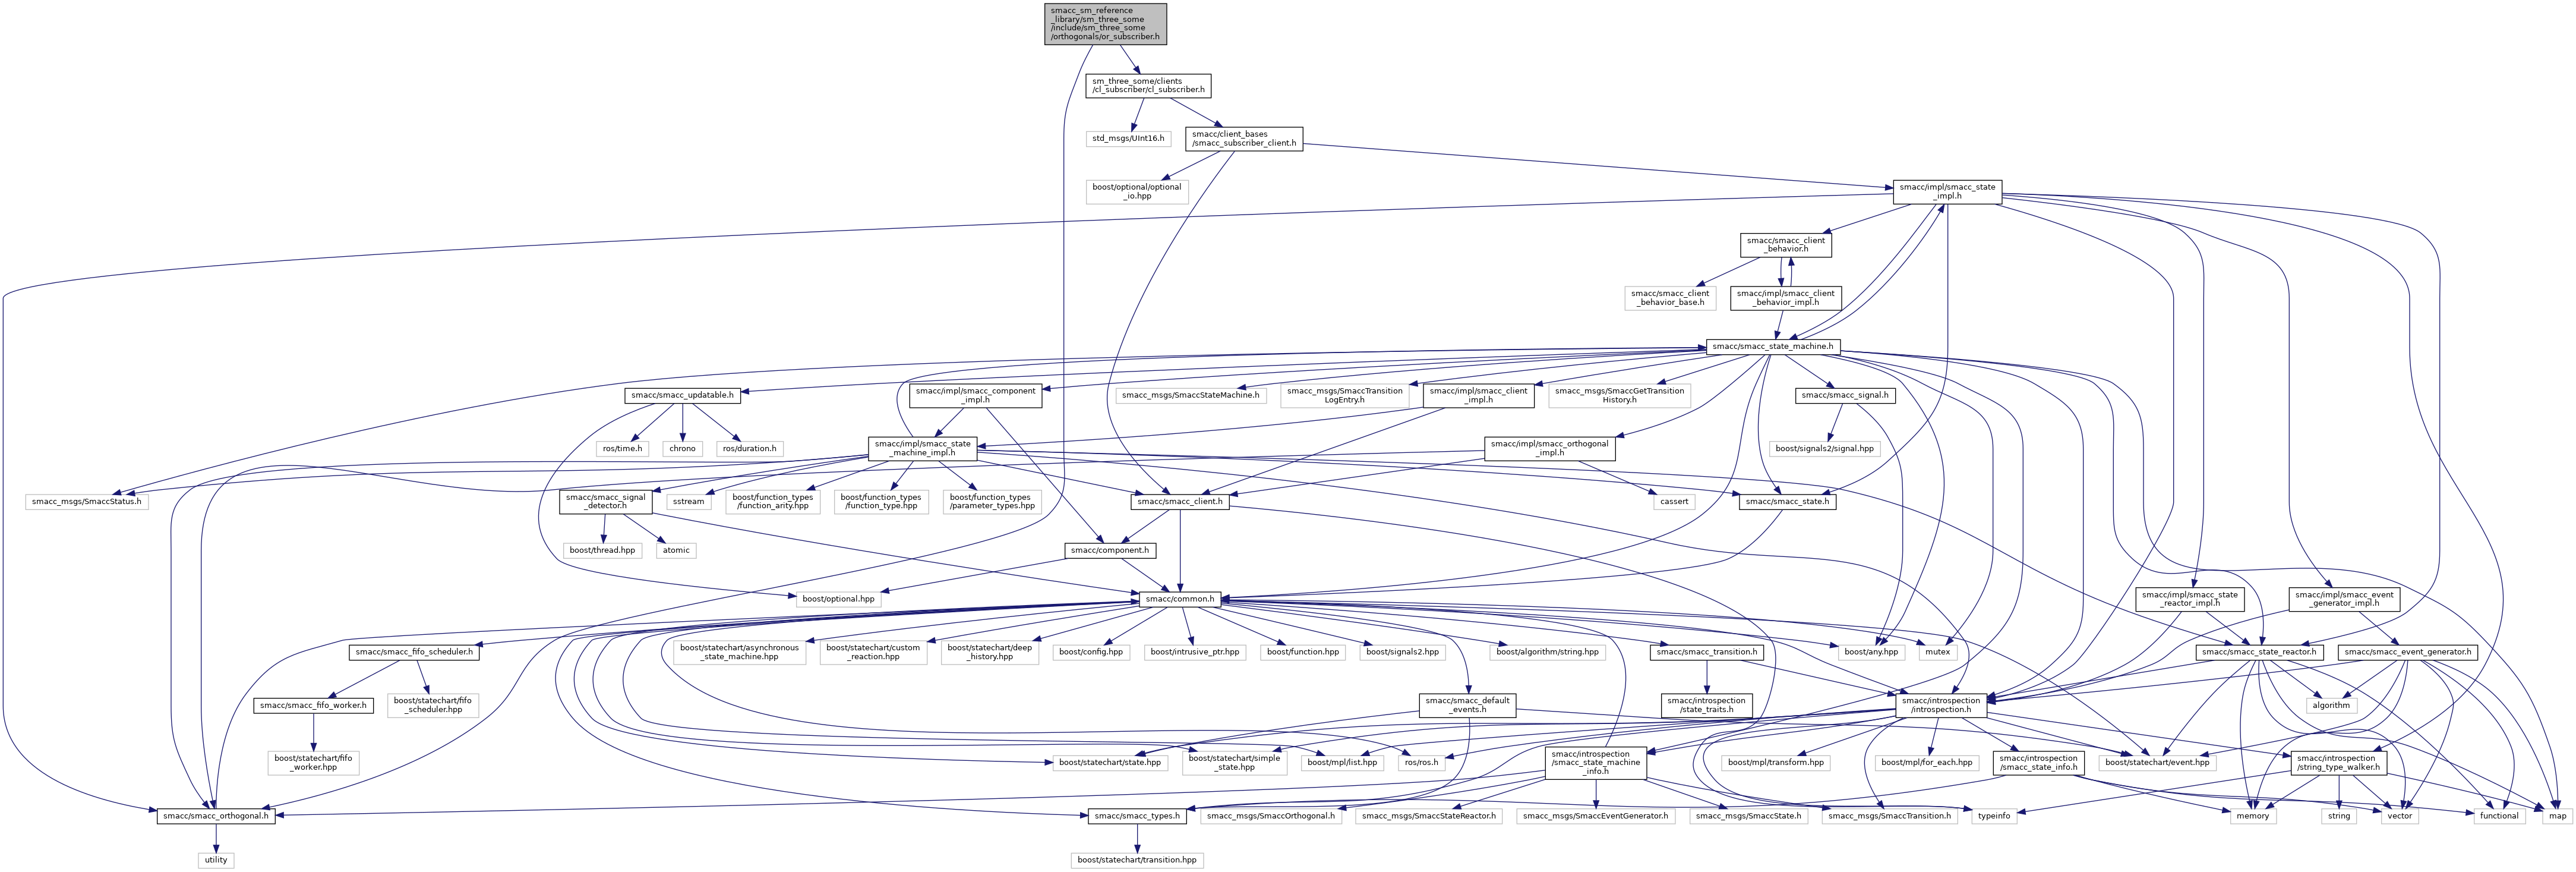 smacc_sm_reference
_library/sm_three_some
/include/sm_three_some
/orthogonals/or_subscriber.h
sm_three_some/clients
/cl_subscriber/cl_subscriber.h
std_msgs/UInt16.h
smacc/client_bases
/smacc_subscriber_client.h
boost/optional/optional
_io.hpp
smacc/impl/smacc_state
_impl.h
smacc/smacc_client
_behavior.h
smacc/smacc_client
_behavior_base.h
smacc/impl/smacc_client
_behavior_impl.h
smacc/smacc_state_machine.h
smacc/smacc_updatable.h
smacc/impl/smacc_component
_impl.h
smacc_msgs/SmaccStateMachine.h
smacc_msgs/SmaccTransition
LogEntry.h
smacc/impl/smacc_client
_impl.h
smacc_msgs/SmaccGetTransition
History.h
smacc/smacc_signal.h
ros/time.h
chrono
ros/duration.h
smacc/impl/smacc_state
_machine_impl.h
smacc/impl/smacc_orthogonal
_impl.h
boost/signals2/signal.hpp
smacc_msgs/SmaccStatus.h
smacc/smacc_signal
_detector.h
sstream
boost/function_types
/function_arity.hpp
boost/function_types
/function_type.hpp
boost/function_types
/parameter_types.hpp
smacc/smacc_client.h
cassert
smacc/smacc_state.h
boost/thread.hpp
atomic
smacc/component.h
boost/optional.hpp
smacc/common.h
smacc/impl/smacc_state
_reactor_impl.h
smacc/impl/smacc_event
_generator_impl.h
smacc/smacc_fifo_scheduler.h
boost/statechart/asynchronous
_state_machine.hpp
boost/statechart/custom
_reaction.hpp
boost/statechart/deep
_history.hpp
boost/config.hpp
boost/intrusive_ptr.hpp
boost/function.hpp
boost/signals2.hpp
boost/algorithm/string.hpp
smacc/smacc_transition.h
boost/any.hpp
mutex
smacc/smacc_state_reactor.h
smacc/smacc_event_generator.h
smacc/smacc_fifo_worker.h
boost/statechart/fifo
_scheduler.hpp
smacc/smacc_default
_events.h
smacc/introspection
/state_traits.h
smacc/introspection
/introspection.h
algorithm
boost/statechart/fifo
_worker.hpp
boost/statechart/state.hpp
boost/statechart/simple
_state.hpp
boost/mpl/list.hpp
ros/ros.h
smacc/introspection
/smacc_state_machine
_info.h
boost/mpl/transform.hpp
boost/mpl/for_each.hpp
smacc/introspection
/smacc_state_info.h
boost/statechart/event.hpp
smacc/introspection
/string_type_walker.h
smacc/smacc_orthogonal.h
smacc/smacc_types.h
smacc_msgs/SmaccOrthogonal.h
smacc_msgs/SmaccStateReactor.h
smacc_msgs/SmaccEventGenerator.h
smacc_msgs/SmaccState.h
smacc_msgs/SmaccTransition.h
typeinfo
memory
string
vector
functional
map
utility
boost/statechart/transition.hpp